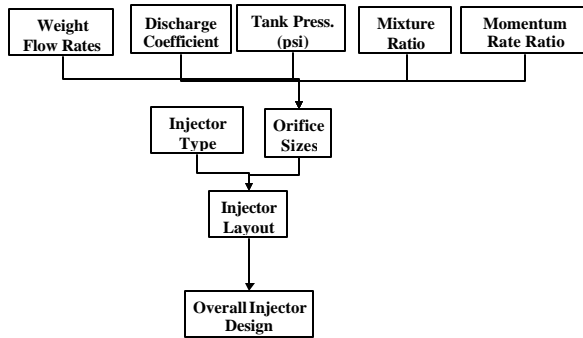 Weight
Flow Rates
Discharge
Coefficient
Tank Press.
(psi)
Mixture
Ratio
Momentum
Rate Ratio
Injector
Type
Orifice
Sizes
Injector
Layout
Overall Injector
Design